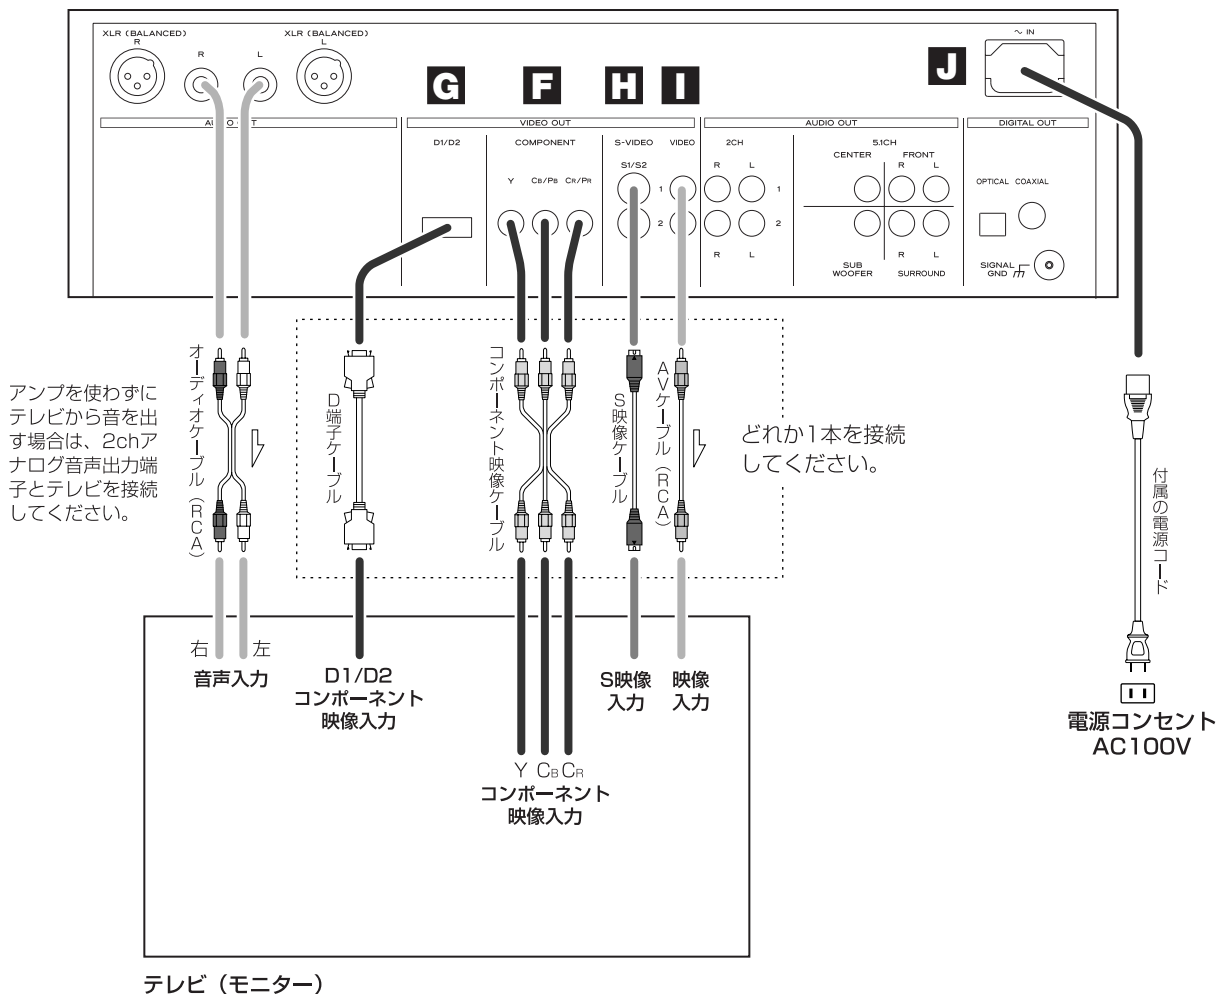 XLR (BALANCED)
R
R
L
XLR (BALANCED)
L
G
F
H
I
J
～ IN
AUDIO OUT
VIDEO OUT
AUDIO OUT
DIGITAL OUT
D1/D2
COMPONENT
S-VIDEO
VIDEO
2CH
5.1CH
CENTER
FRONT
S1/S2
R
L
R
L
Y
CB/PB
CR/PR
1
1
OPTICAL
COAXIAL
2
2
R
L
SUB
WOOFER
R
L
SURROUND
SIGNAL
GND
アンプを使わずに
テレビから音を出
す場合は、2chア
ナログ音声出力端
子とテレビを接続
してください。
オーディオケーブル（RCA）
D端子ケーブル
コンポーネント映像ケーブル
S映像ケーブル
AVケーブル（RCA）
どれか1本を接続
してください。
付属の電源コード
右
左
音声入力
D1/D2
コンポーネント
映像入力
S映像
入力
映像
入力
Y CB CR
コンポーネント
映像入力
電源コンセント
AC100V
テレビ（モニター）